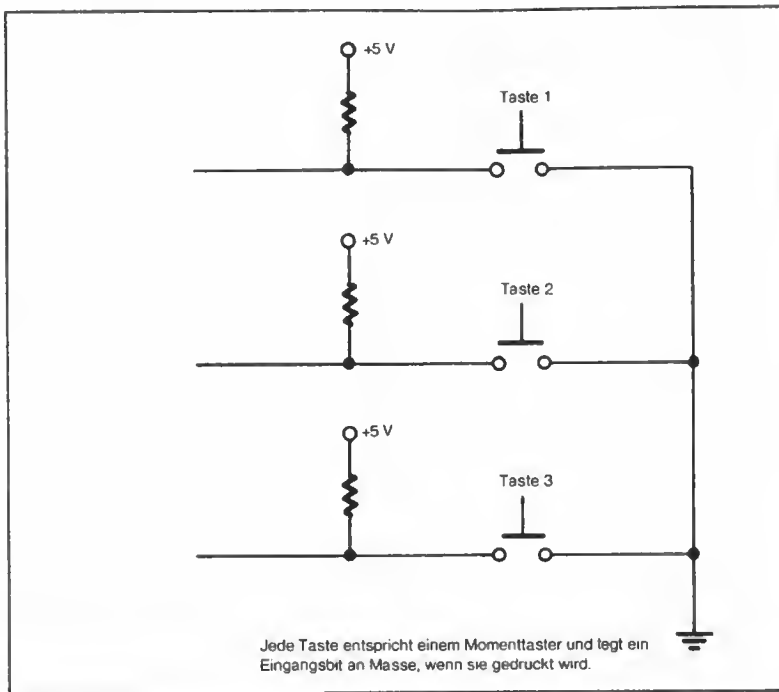 +5 V
Taste 1
+5 V
Taste 2
+5 V
Taste 3
Jede Taste entspricht einem Momenttaster und legt ein
Eingangsbit an Masse, wenn sie gedruckt wird.